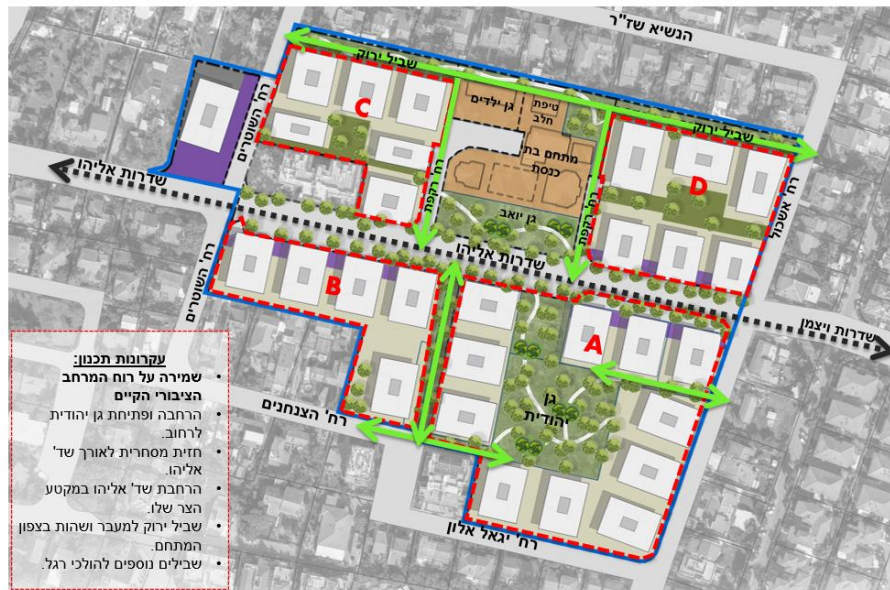 הנשיא שז"ר
שביל ירוק
C
גן ילדים
טיפת
חלב
מתחם בית
כנסת
שביל ירוק
D
רח' השוטרים
רח' רקפת
רח' רקפת
רח' אשכול
גן יואב
שדרות אליהו
שדרות אליהו
רח' השוטרים
B
A
שדרות ויצמן
גן
יהודית
רח' הצנחנים
רח' יגאל אלון
עקרונות תכנון:
• שמירה על רוח המרחב
הציבורי הקיים
• הרחבה ופתיחת גן יהודית
לרחוב.
• חזית מסחרית לאורך שד'
אליהו.
• הרחבת שד' אליהו במקטע
הצר שלו.
• שביל ירוק למעבר ושהות בצפון
המתחם.
• שבילים נוספים להולכי רגל.